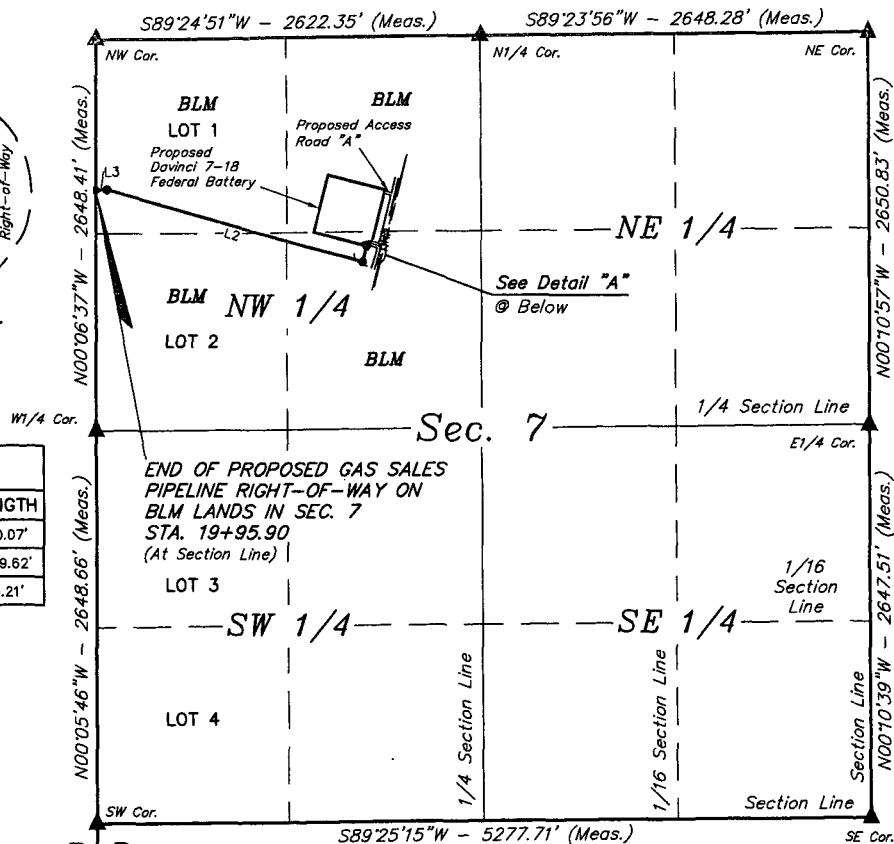 S89°24'51"W - 2622.35' (Meas.)
S89°23'56"W - 2648.28' (Meas.)
NW Cor.
N1/4 Cor.
NE Cor.
Right-of-Way
N00°06'37"W - 2648.41' (Meas.)
BLM
LOT 1
BLM
Proposed Access
Road "A"
Proposed
Davinci 7-18
Federal Battery
L3
L2
NE 1/4
N00°10'57"W - 2650.83' (Meas.)
See Detail "A"
@ Below
BLM
NW 1/4
LOT 2
BLM
W1/4 Cor.
Sec. 7
1/4 Section Line
E1/4 Cor.
END OF PROPOSED GAS SALES
PIPELINE RIGHT-OF-WAY ON
BLM LANDS IN SEC. 7
STA. 19+95.90
(At Section Line)
LOT 3
1/16
Section
Line
SW 1/4
SE 1/4
N00°05'46"W - 2648.66' (Meas.)
LOT 4
1/4 Section Line
1/16 Section Line
Section Line
N00°10'39"W - 2647.51' (Meas.)
Section Line
SW Cor.
S89°25'15"W - 5277.71' (Meas.)
SE Cor.